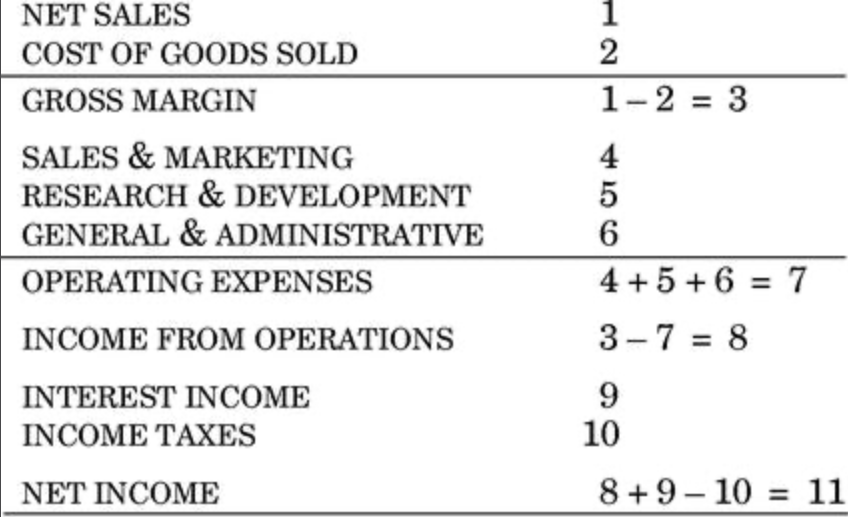 NET SALES 1
COST OF GOODS SOLD 2
GROSS MARGIN 1 – 2 = 3
SALES & MARKETING 4
RESEARCH & DEVELOPMENT 5
GENERAL & ADMINISTRATIVE 6
OPERATING EXPENSES 4 + 5 + 6 = 7
INCOME FROM OPERATIONS 3 – 7 = 8
INTEREST INCOME 9
INCOME TAXES 10
NET INCOME 8 + 9 – 10 = 11